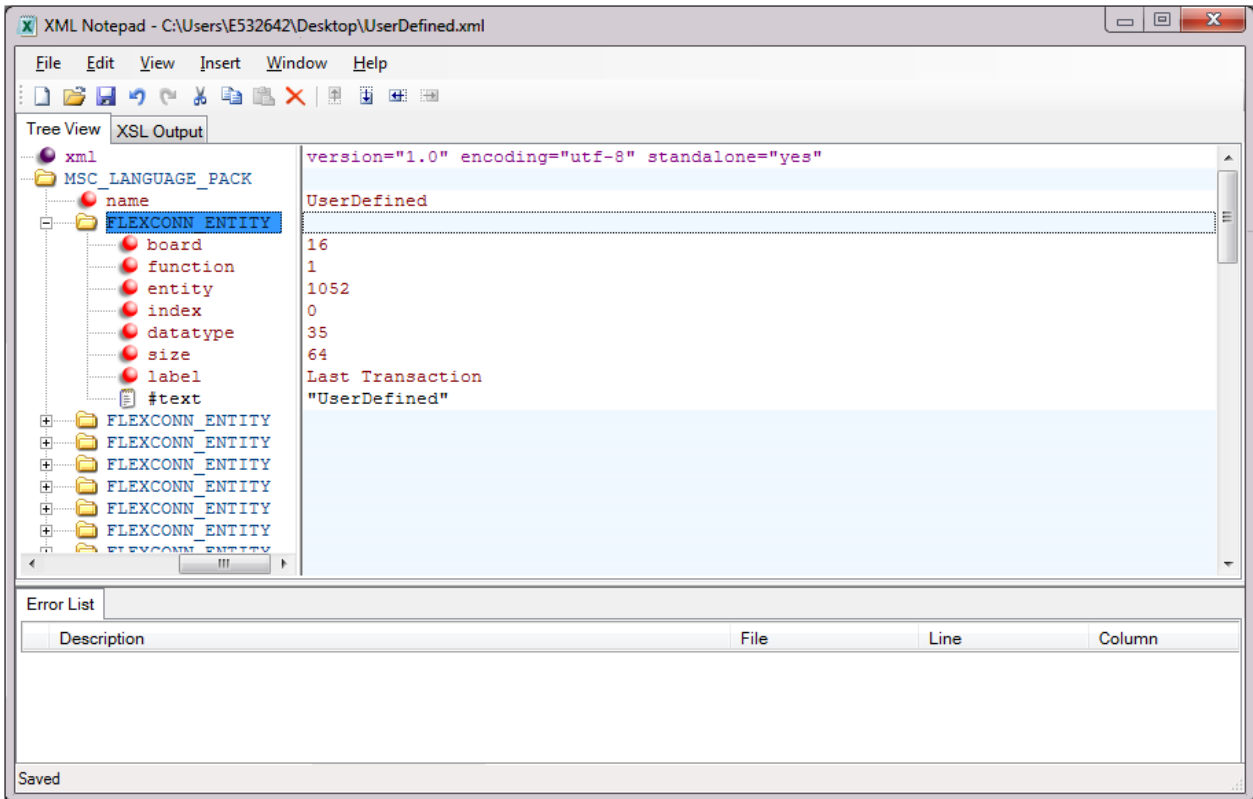 XML Notepad - C:\Users\E532642\Desktop\UserDefined.xml
File Edit View Insert Window Help
Tree View XSL Output
xml version="1.0" encoding="utf-8" standalone="yes"
MSC_LANGUAGE_PACK
name UserDefined
FLEXCONN_ENTITY
board 16
function 1
entity 1052
index 0
datatype 35
size 64
label Last Transaction
#text "UserDefined"
FLEXCONN_ENTITY
FLEXCONN_ENTITY
FLEXCONN_ENTITY
FLEXCONN_ENTITY
FLEXCONN_ENTITY
FLEXCONN_ENTITY
FLEXCONN_ENTITY
Error List
Description File Line Column
Saved